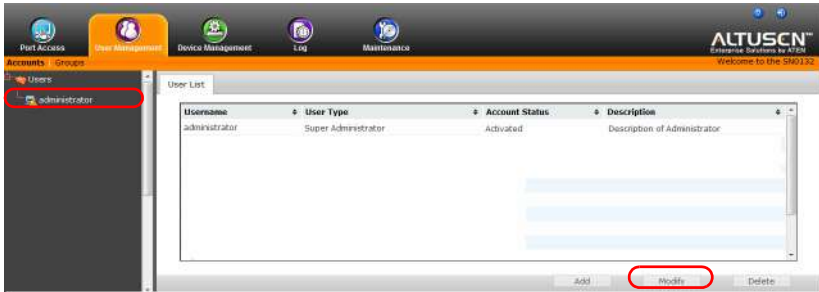 Port Access User Management Device Management Log Maintenance
ALTUSCN™
Enterprise Solutions by ATEN
Accounts Groups Welcome to the SN0132
Users
administrator
User List
Username User Type Account Status Description
administrator Super Administrator Activated Description of Administrator
Add Modify Delete